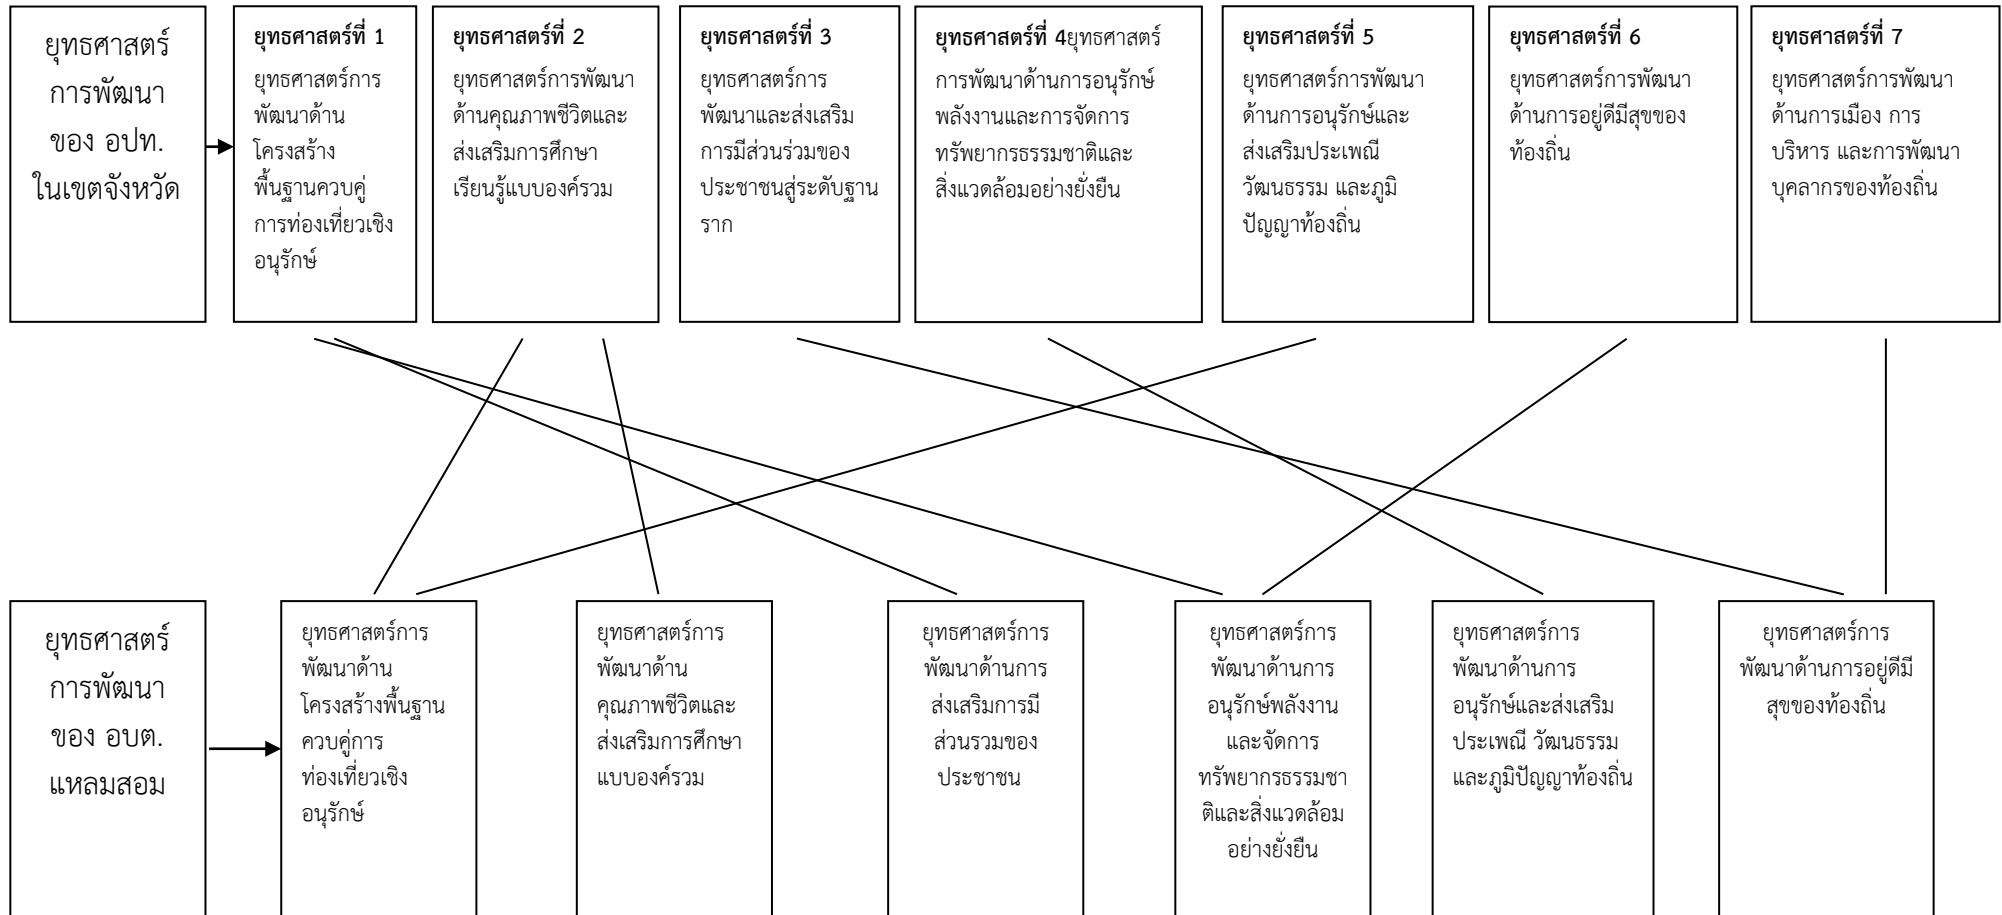 ยุทธศาสตร์
การพัฒนา
ของ อปท.
ในเขตจังหวัด
ยุทธศาสตร์ที่ 1
ยุทธศาสตร์การ
พัฒนาด้าน
โครงสร้าง
พื้นฐานควบคู่
การท่องเที่ยวเชิง
อนุรักษ์
ยุทธศาสตร์ที่ 2
ยุทธศาสตร์การพัฒนา
ด้านคุณภาพชีวิตและ
ส่งเสริมการศึกษา
เรียนรู้แบบองค์รวม
ยุทธศาสตร์ที่ 3
ยุทธศาสตร์การ
พัฒนาและส่งเสริม
การมีส่วนร่วมของ
ประชาชนสู่ระดับฐาน
ราก
ยุทธศาสตร์ที่ 4ยุทธศาสตร์
การพัฒนาด้านการอนุรักษ์
พลังงานและการจัดการ
ทรัพยากรธรรมชาติและ
สิ่งแวดล้อมอย่างยั่งยืน
ยุทธศาสตร์ที่ 5
ยุทธศาสตร์การพัฒนา
ด้านการอนุรักษ์และ
ส่งเสริมประเพณี
วัฒนธรรม และภูมิ
ปัญญาท้องถิ่น
ยุทธศาสตร์ที่ 6
ยุทธศาสตร์การพัฒนา
ด้านการอยู่ดีมีสุขของ
ท้องถิ่น
ยุทธศาสตร์ที่ 7
ยุทธศาสตร์การพัฒนา
ด้านการเมือง การ
บริหาร และการพัฒนา
บุคลากรของท้องถิ่น
ยุทธศาสตร์
การพัฒนา
ของ อบต.
แหลมสอม
ยุทธศาสตร์การ
พัฒนาด้าน
โครงสร้างพื้นฐาน
ควบคู่การ
ท่องเที่ยวเชิง
อนุรักษ์
ยุทธศาสตร์การ
พัฒนาด้าน
คุณภาพชีวิตและ
ส่งเสริมการศึกษา
แบบองค์รวม
ยุทธศาสตร์การ
พัฒนาด้านการ
ส่งเสริมการมี
ส่วนรวมของ
ประชาชน
ยุทธศาสตร์การ
พัฒนาด้านการ
อนุรักษ์พลังงาน
และจัดการ
ทรัพยากรธรรมชา
ติและสิ่งแวดล้อม
อย่างยั่งยืน
ยุทธศาสตร์การ
พัฒนาด้านการ
อนุรักษ์และส่งเสริม
ประเพณี วัฒนธรรม
และภูมิปัญญาท้องถิ่น
ยุทธศาสตร์การ
พัฒนาด้านการอยู่ดีมี
สุขของท้องถิ่น